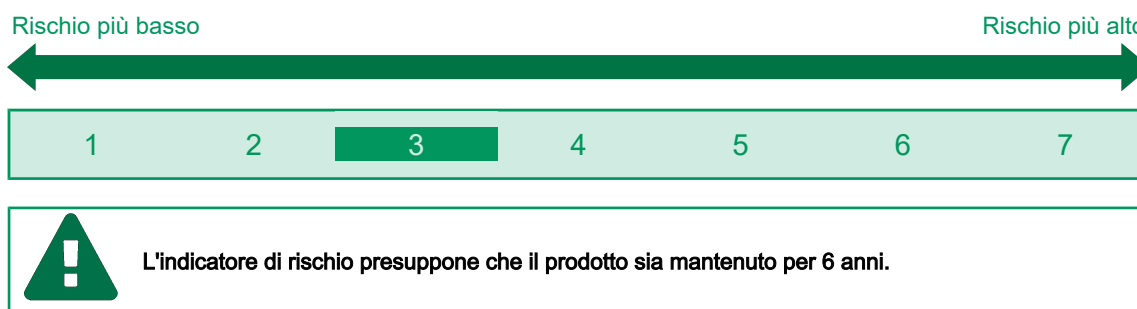 Rischio più basso Rischio più alto
1 2 3 4 5 6 7
L'indicatore di rischio presuppone che il prodotto sia mantenuto per 6 anni.